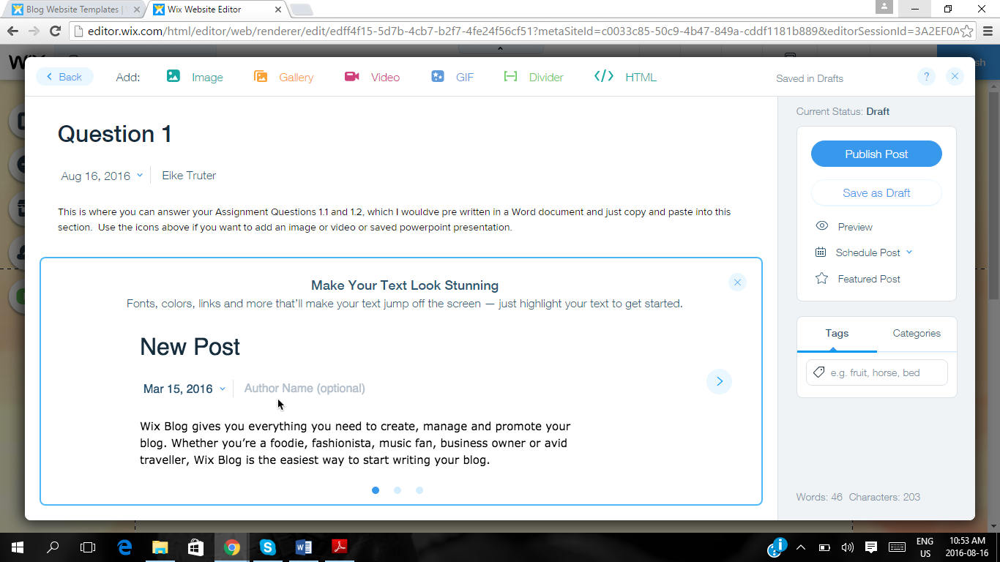 Blog Website Templates |
Wix Website Editor
editor.wix.com/html/editor/web/renderer/edit/edff4f15-5d7b-4cb7-b2f7-4fe24f56cf51?metaSiteId=c0033c85-50c9-4b47-849a-cddf1181b889&editorSessionId=3A2EF0A
Back
Add:
Image
Gallery
Video
GIF
Divider
HTML
Saved in Drafts
?
Question 1
Aug 16, 2016
Eike Truter
This is where you can answer your Assignment Questions 1.1 and 1.2, which I wouldve pre written in a Word document and just copy and paste into this
section. Use the icons above if you want to add an image or video or saved powerpoint presentation.
Make Your Text Look Stunning
Fonts, colors, links and more that'll make your text jump off the screen — just highlight your text to get started.
New Post
Mar 15, 2016
Author Name (optional)
Wix Blog gives you everything you need to create, manage and promote your
blog. Whether you're a foodie, fashionista, music fan, business owner or avid
traveller, Wix Blog is the easiest way to start writing your blog.
Current Status: Draft
Publish Post
Save as Draft
Preview
Schedule Post
Featured Post
Tags
Categories
e.g. fruit, horse, bed
Words: 46 Characters: 203
ENG
US
10:53 AM
2016-08-16